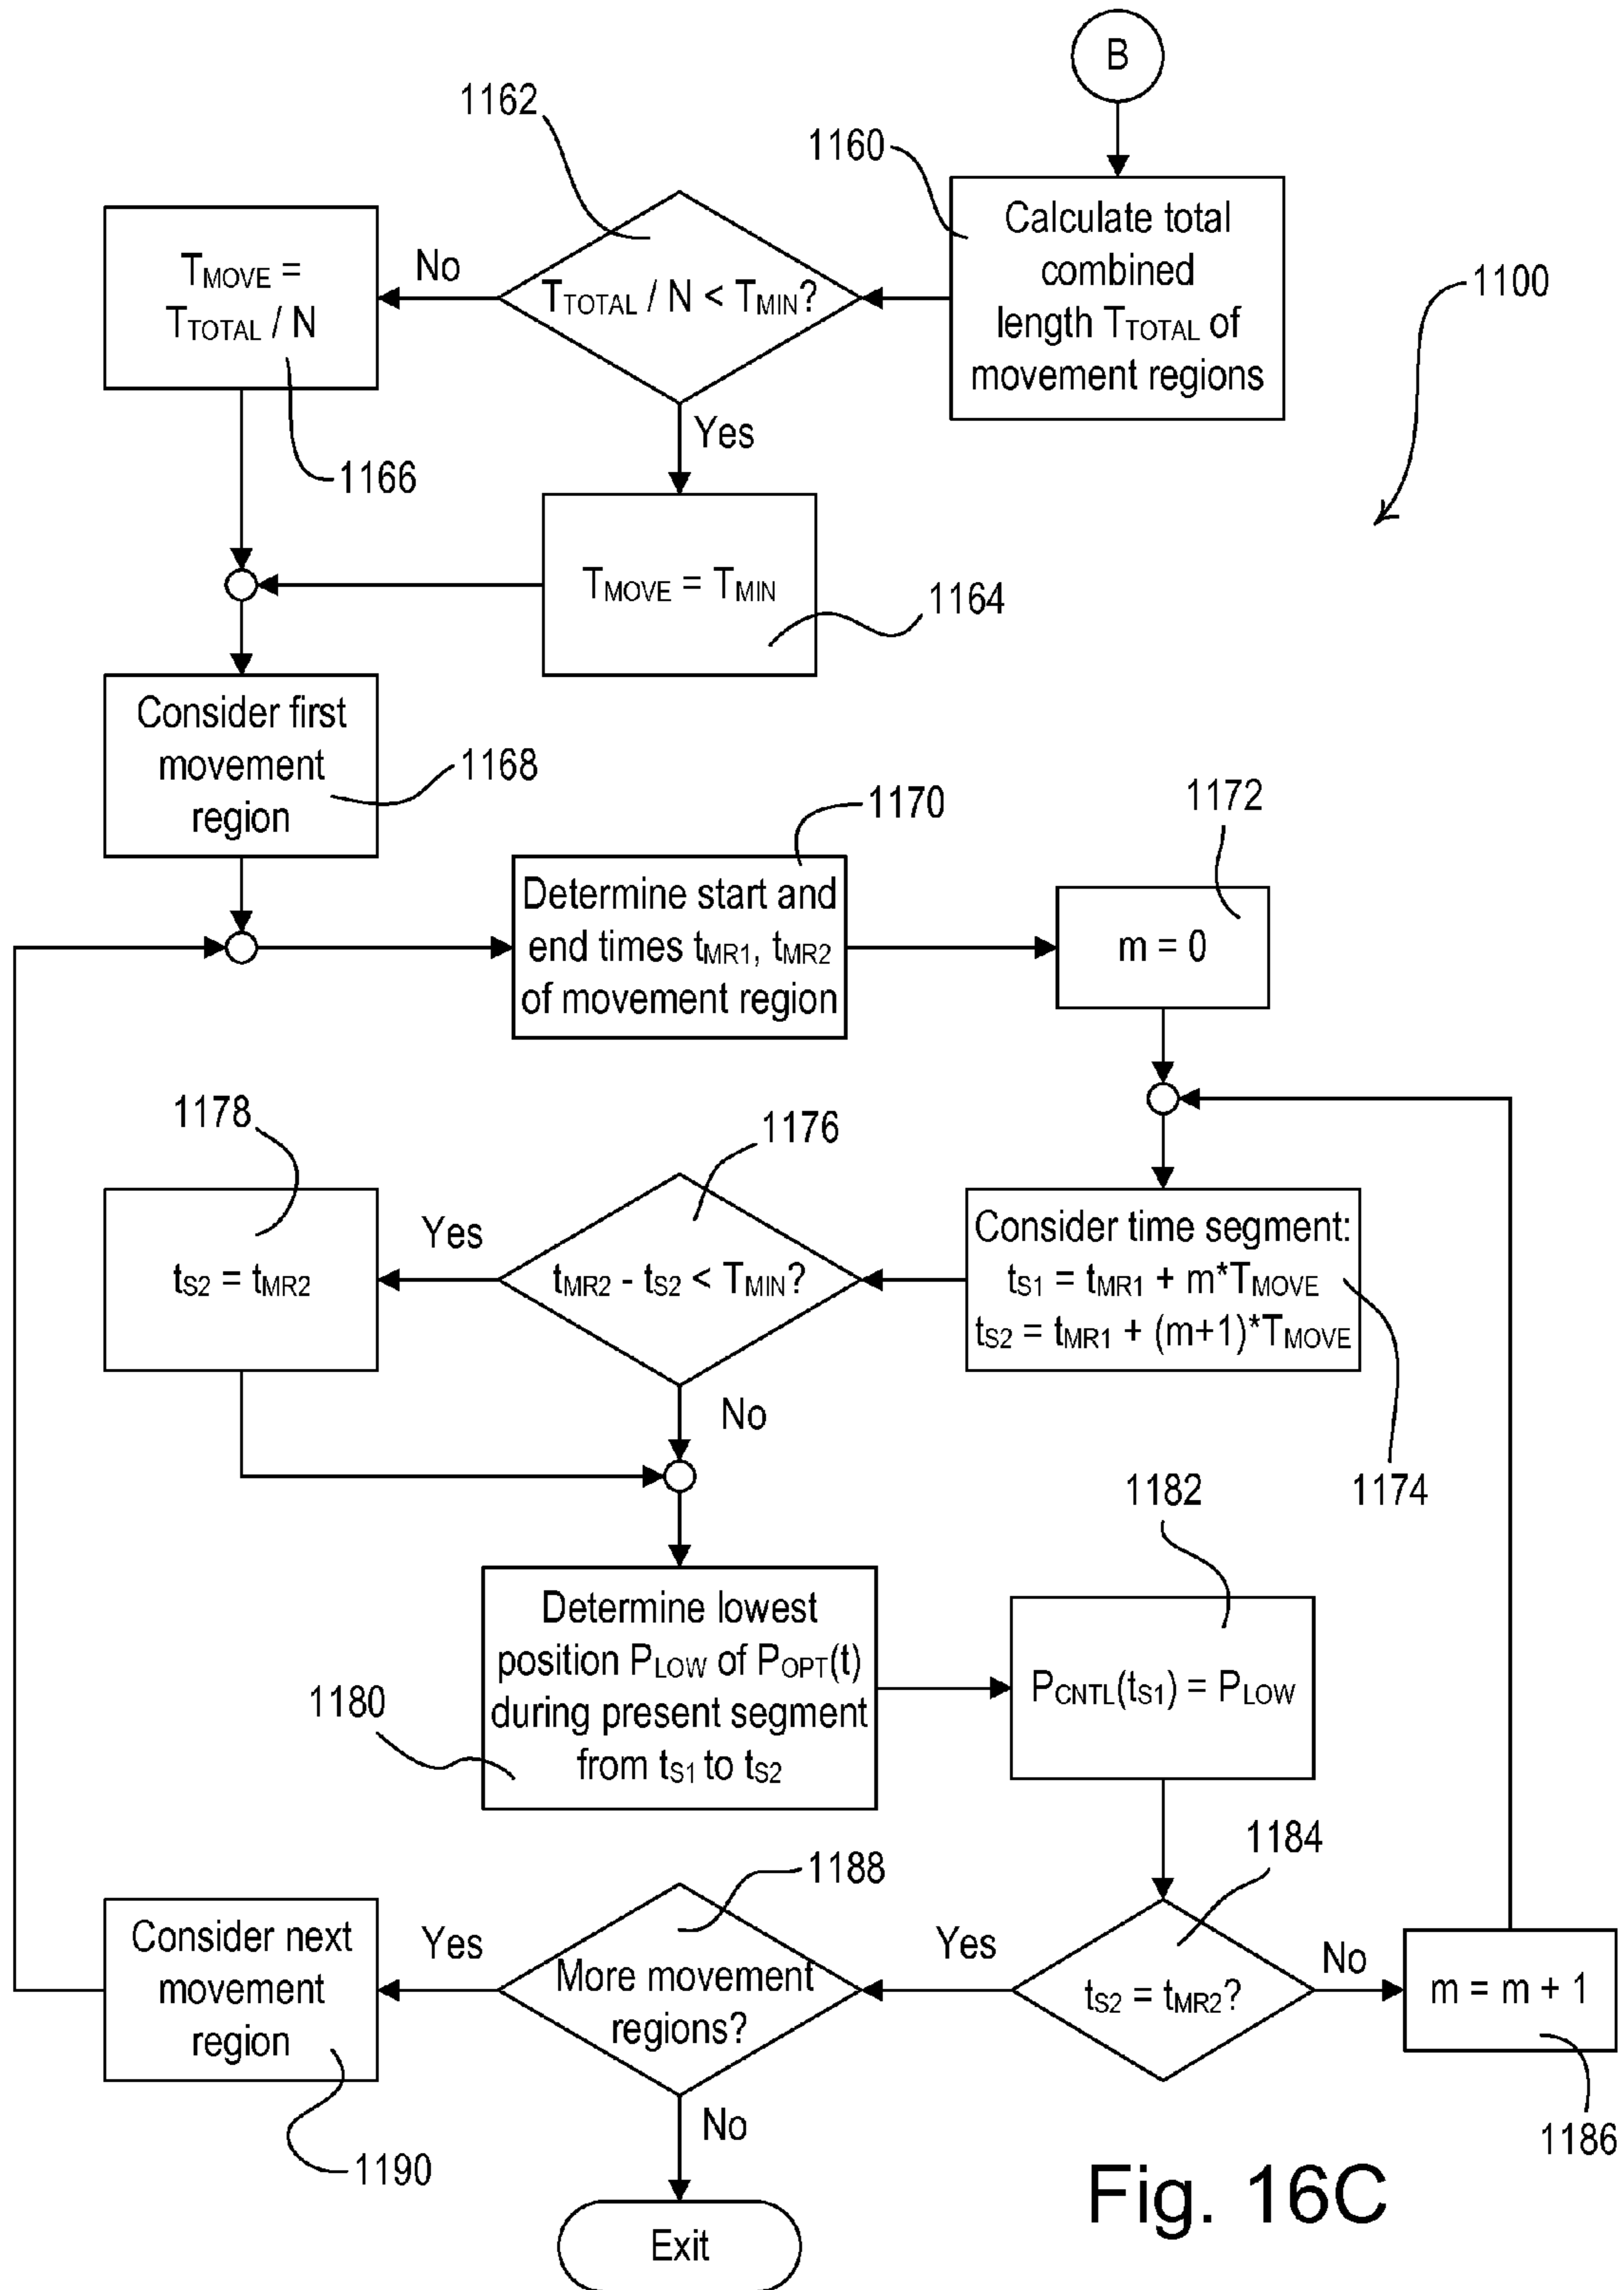 B
1162
1160
Calculate total
combined
length TTOTAL of
movement regions
1100
TMOVE =
TTOTAL / N
No
TTOTAL / N < TMIN?
Yes
1166
TMOVE = TMIN
1164
Consider first
movement
region
1168
1170
Determine start and
end times tMR1, tMR2
of movement region
1172
m = 0
1178
1176
Yes
tS2 = tMR2
tMR2 - tS2 < TMIN?
Consider time segment:
tS1 = tMR1 + m*TMOVE
tS2 = tMR1 + (m+1)*TMOVE
No
1174
1182
Determine lowest
position PLOW of POPT(t)
during present segment
from tS1 to tS2
1180
PCNTL(tS1) = PLOW
1184
1188
Consider next
movement
region
Yes
More movement
regions?
Yes
tS2 = tMR2?
No
m = m + 1
1190
No
1186
Exit
Fig. 16C